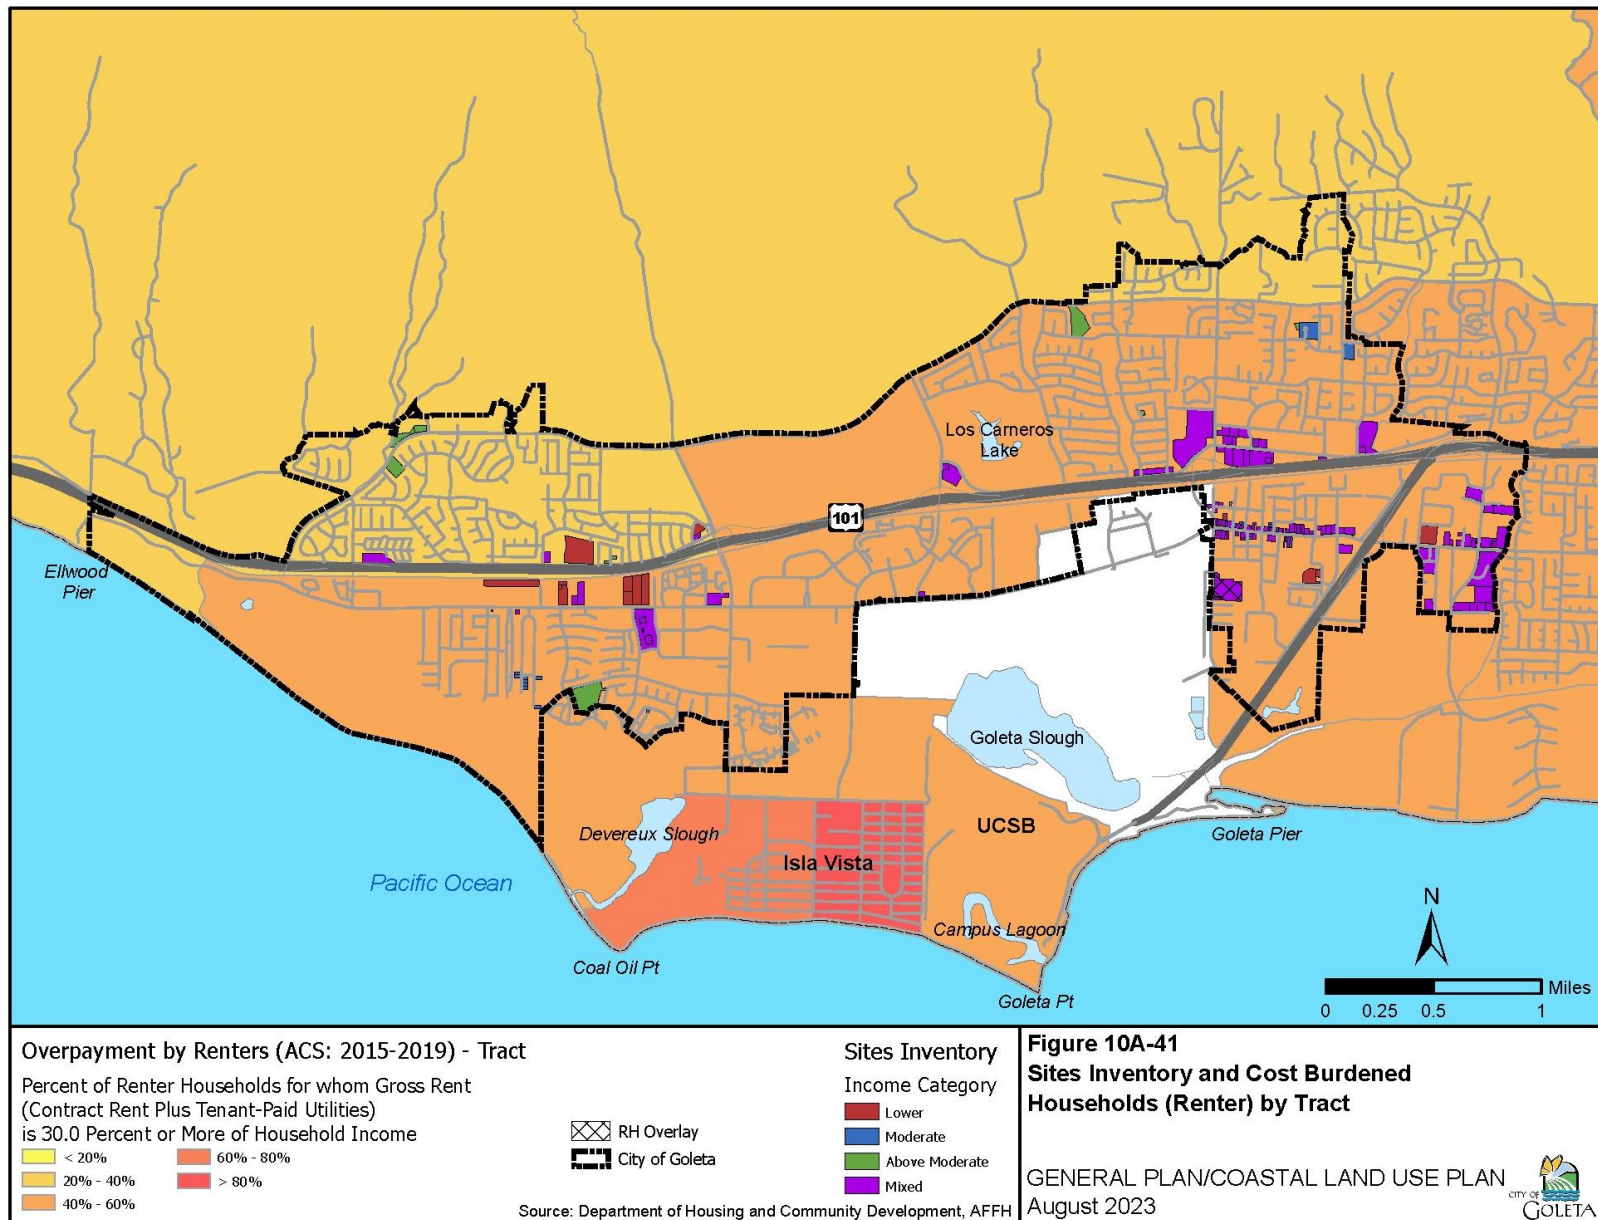 Los Carneros
Lake
101
Ellwood
Pier
Goleta Slough
UCSB
Goleta Pier
Devereux Slough
Isla Vista
Pacific Ocean
Campus Lagoon
Coal Oil Pt
Goleta Pt
N
Miles
0 0.25 0.5 1
Overpayment by Renters (ACS: 2015-2019) - Tract
Percent of Renter Households for whom Gross Rent
(Contract Rent Plus Tenant-Paid Utilities)
is 30.0 Percent or More of Household Income
< 20%
20% - 40%
40% - 60%
60% - 80%
> 80%
RH Overlay
City of Goleta
Sites Inventory
Income Category
Lower
Moderate
Above Moderate
Mixed
Source: Department of Housing and Community Development, AFFH
Figure 10A-41
Sites Inventory and Cost Burdened
Households (Renter) by Tract
GENERAL PLAN/COASTAL LAND USE PLAN
August 2023
CITY OF
GOLETA